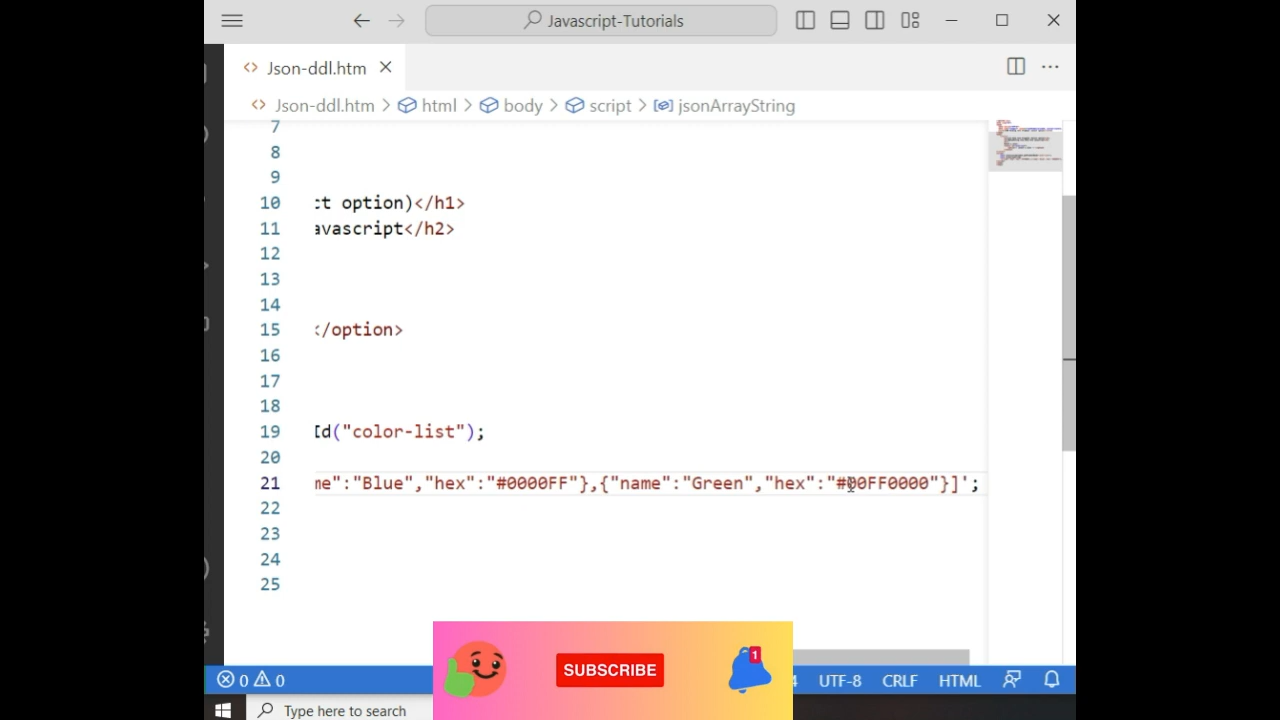 Javascript-Tutorials
Json-ddl.htm
Json-ddl.htm > html > body > script > jsonArrayString
7
8
9
10 ct option)</h1>
11 avascript</h2>
12
13
14
15 </option>
16
17
18
19 Id("color-list");
20
21 me":"Blue","hex":"#0000FF"},{"name":"Green","hex":"#00FF0000"}]';
22
23
24
25
SUBSCRIBE
1
0 0
4 UTF-8 CRLF HTML
Type here to search